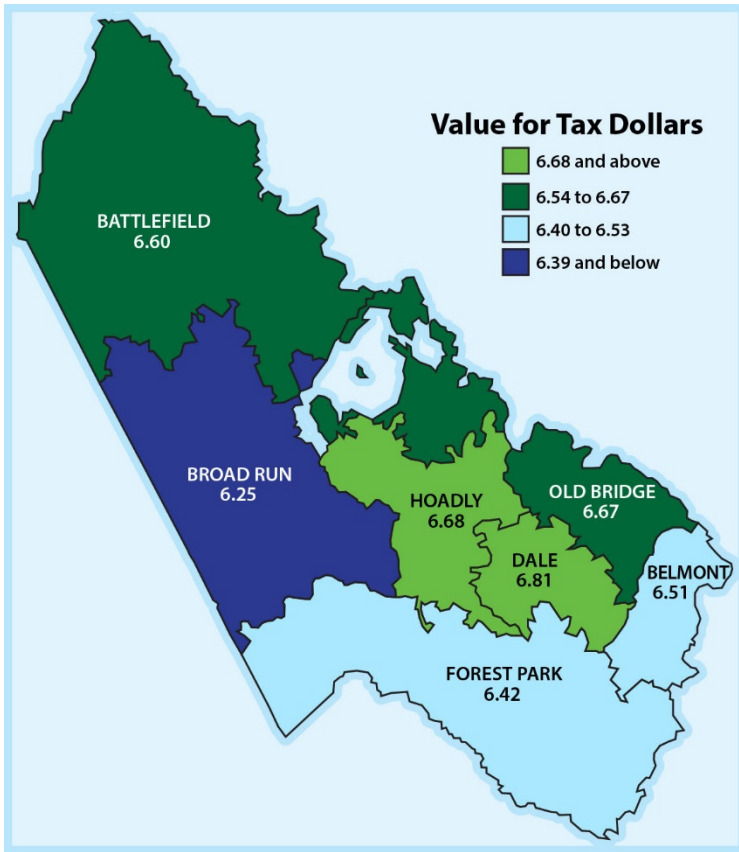 Value for Tax Dollars
6.68 and above
6.54 to 6.67
6.40 to 6.53
6.39 and below
BATTLEFIELD
6.60
BROAD RUN
6.25
HOADLY
6.68
OLD BRIDGE
6.67
DALE
6.81
BELMONT
6.51
FOREST PARK
6.42